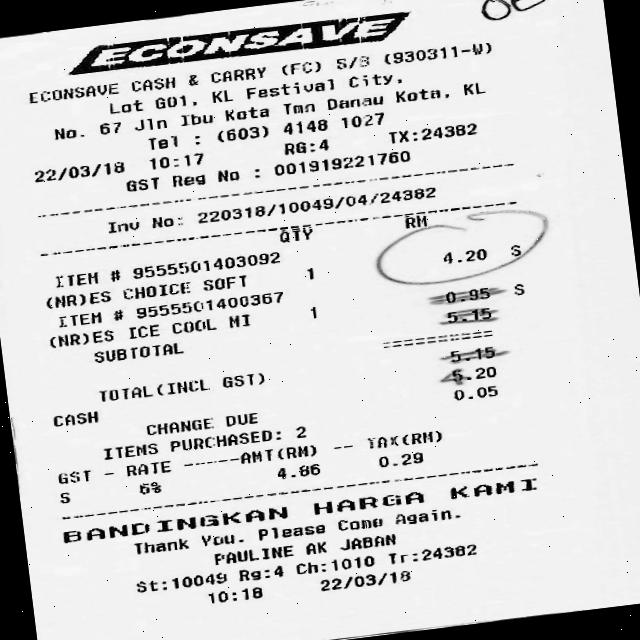 ECONSAVE
ECONSAVE CASH & CARRY (FC) S/B (930311-W)
Lot G01, KL Festival City,
No. 67 Jln Ibu Kota Tmn Danau Kota, KL
Tel : (603) 4148 1027
22/03/18 10:17 RG:4 TX:24382
GST Reg No : 001919221760
Inv No: 220318/10049/04/24382
QTY RM
ITEM # 9555501403092
(NR)ES CHOICE SOFT 1 4.20 S
ITEM # 9555501400367
(NR)ES ICE COOL MI 1 0.95 S
SUBTOTAL 5.15
==========
TOTAL(INCL GST) 5.15
CASH 5.20
CHANGE DUE 0.05
ITEMS PURCHASED: 2
GST - RATE ------AMT(RM) -- TAX(RM)
S 6% 4.86 0.29
BANDINGKAN HARGA KAMI
Thank You. Please Come Again.
PAULINE AK JABAN
St:10049 Rg:4 Ch:1010 Tr:24382
10:18 22/03/18